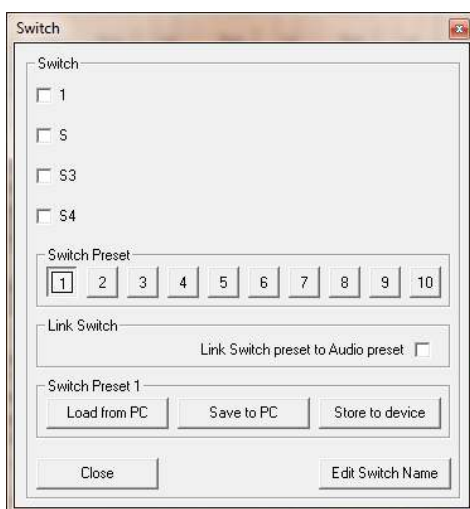 Switch
Switch
1
S
S3
S4
Switch Preset
1 2 3 4 5 6 7 8 9 10
Link Switch
Link Switch preset to Audio preset
Switch Preset 1
Load from PC Save to PC Store to device
Close Edit Switch Name